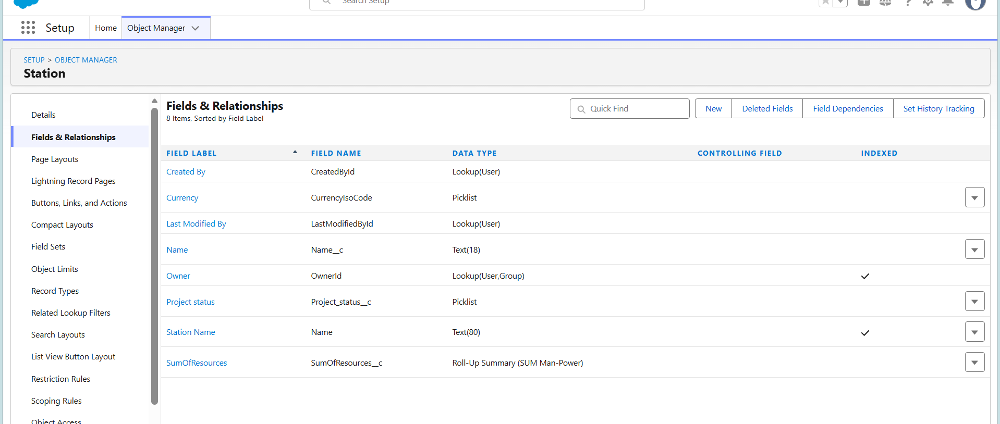 Search Setup
Setup
Home
Object Manager
SETUP > OBJECT MANAGER
Station
Details
Fields & Relationships
Page Layouts
Lightning Record Pages
Buttons, Links, and Actions
Compact Layouts
Field Sets
Object Limits
Record Types
Related Lookup Filters
Search Layouts
List View Button Layout
Restriction Rules
Scoping Rules
Object Access
Fields & Relationships
8 Items, Sorted by Field Label
Quick Find
New
Deleted Fields
Field Dependencies
Set History Tracking
FIELD LABEL FIELD NAME DATA TYPE CONTROLLING FIELD INDEXED
Created By CreatedById Lookup(User)
Currency CurrencyIsoCode Picklist
Last Modified By LastModifiedById Lookup(User)
Name Name__c Text(18)
Owner OwnerId Lookup(User,Group)
Project status Project_status__c Picklist
Station Name Name Text(80)
SumOfResources SumOfResources__c Roll-Up Summary (SUM Man-Power)